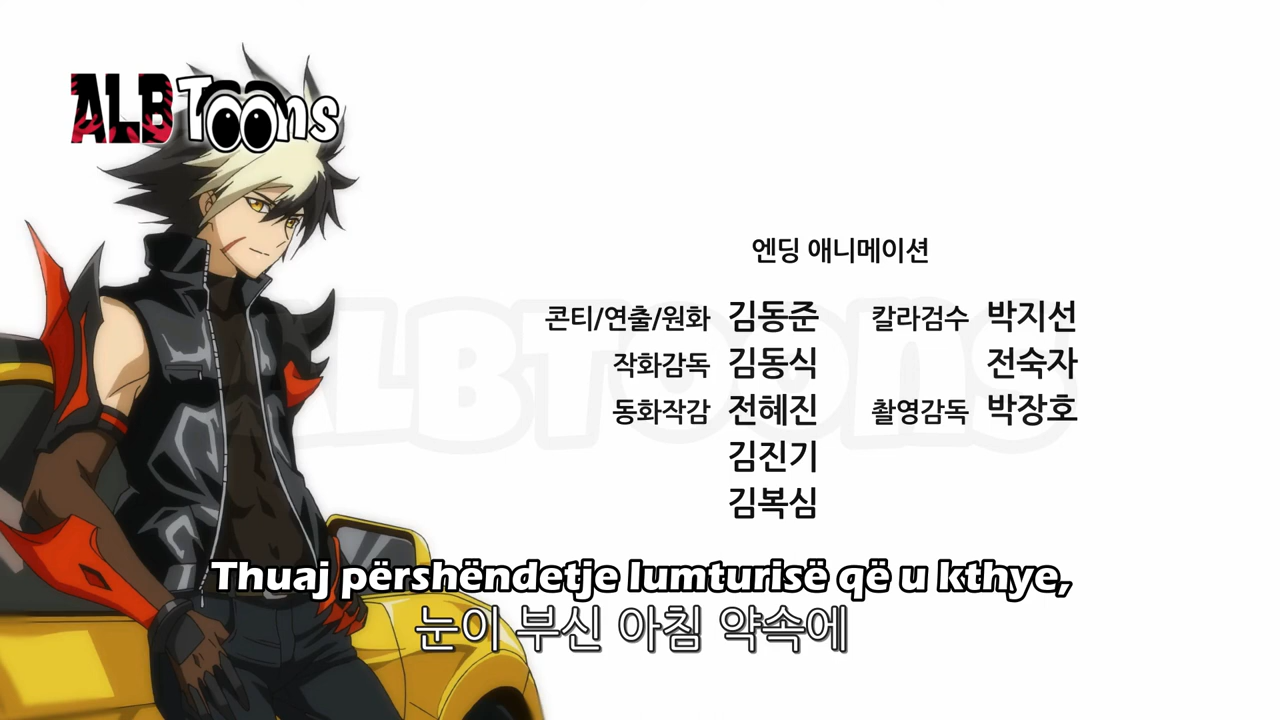 ALBToons
엔딩 애니메이션
콘티/연출/원화 김동준 칼라검수 박지선
작화감독 김동식 전숙자
동화작감 전혜진 촬영감독 박장호
김진기
김복심
ALBToons
Thuaj përshëndetje lumturisë që u kthye,
눈이 부신 아침 약속에